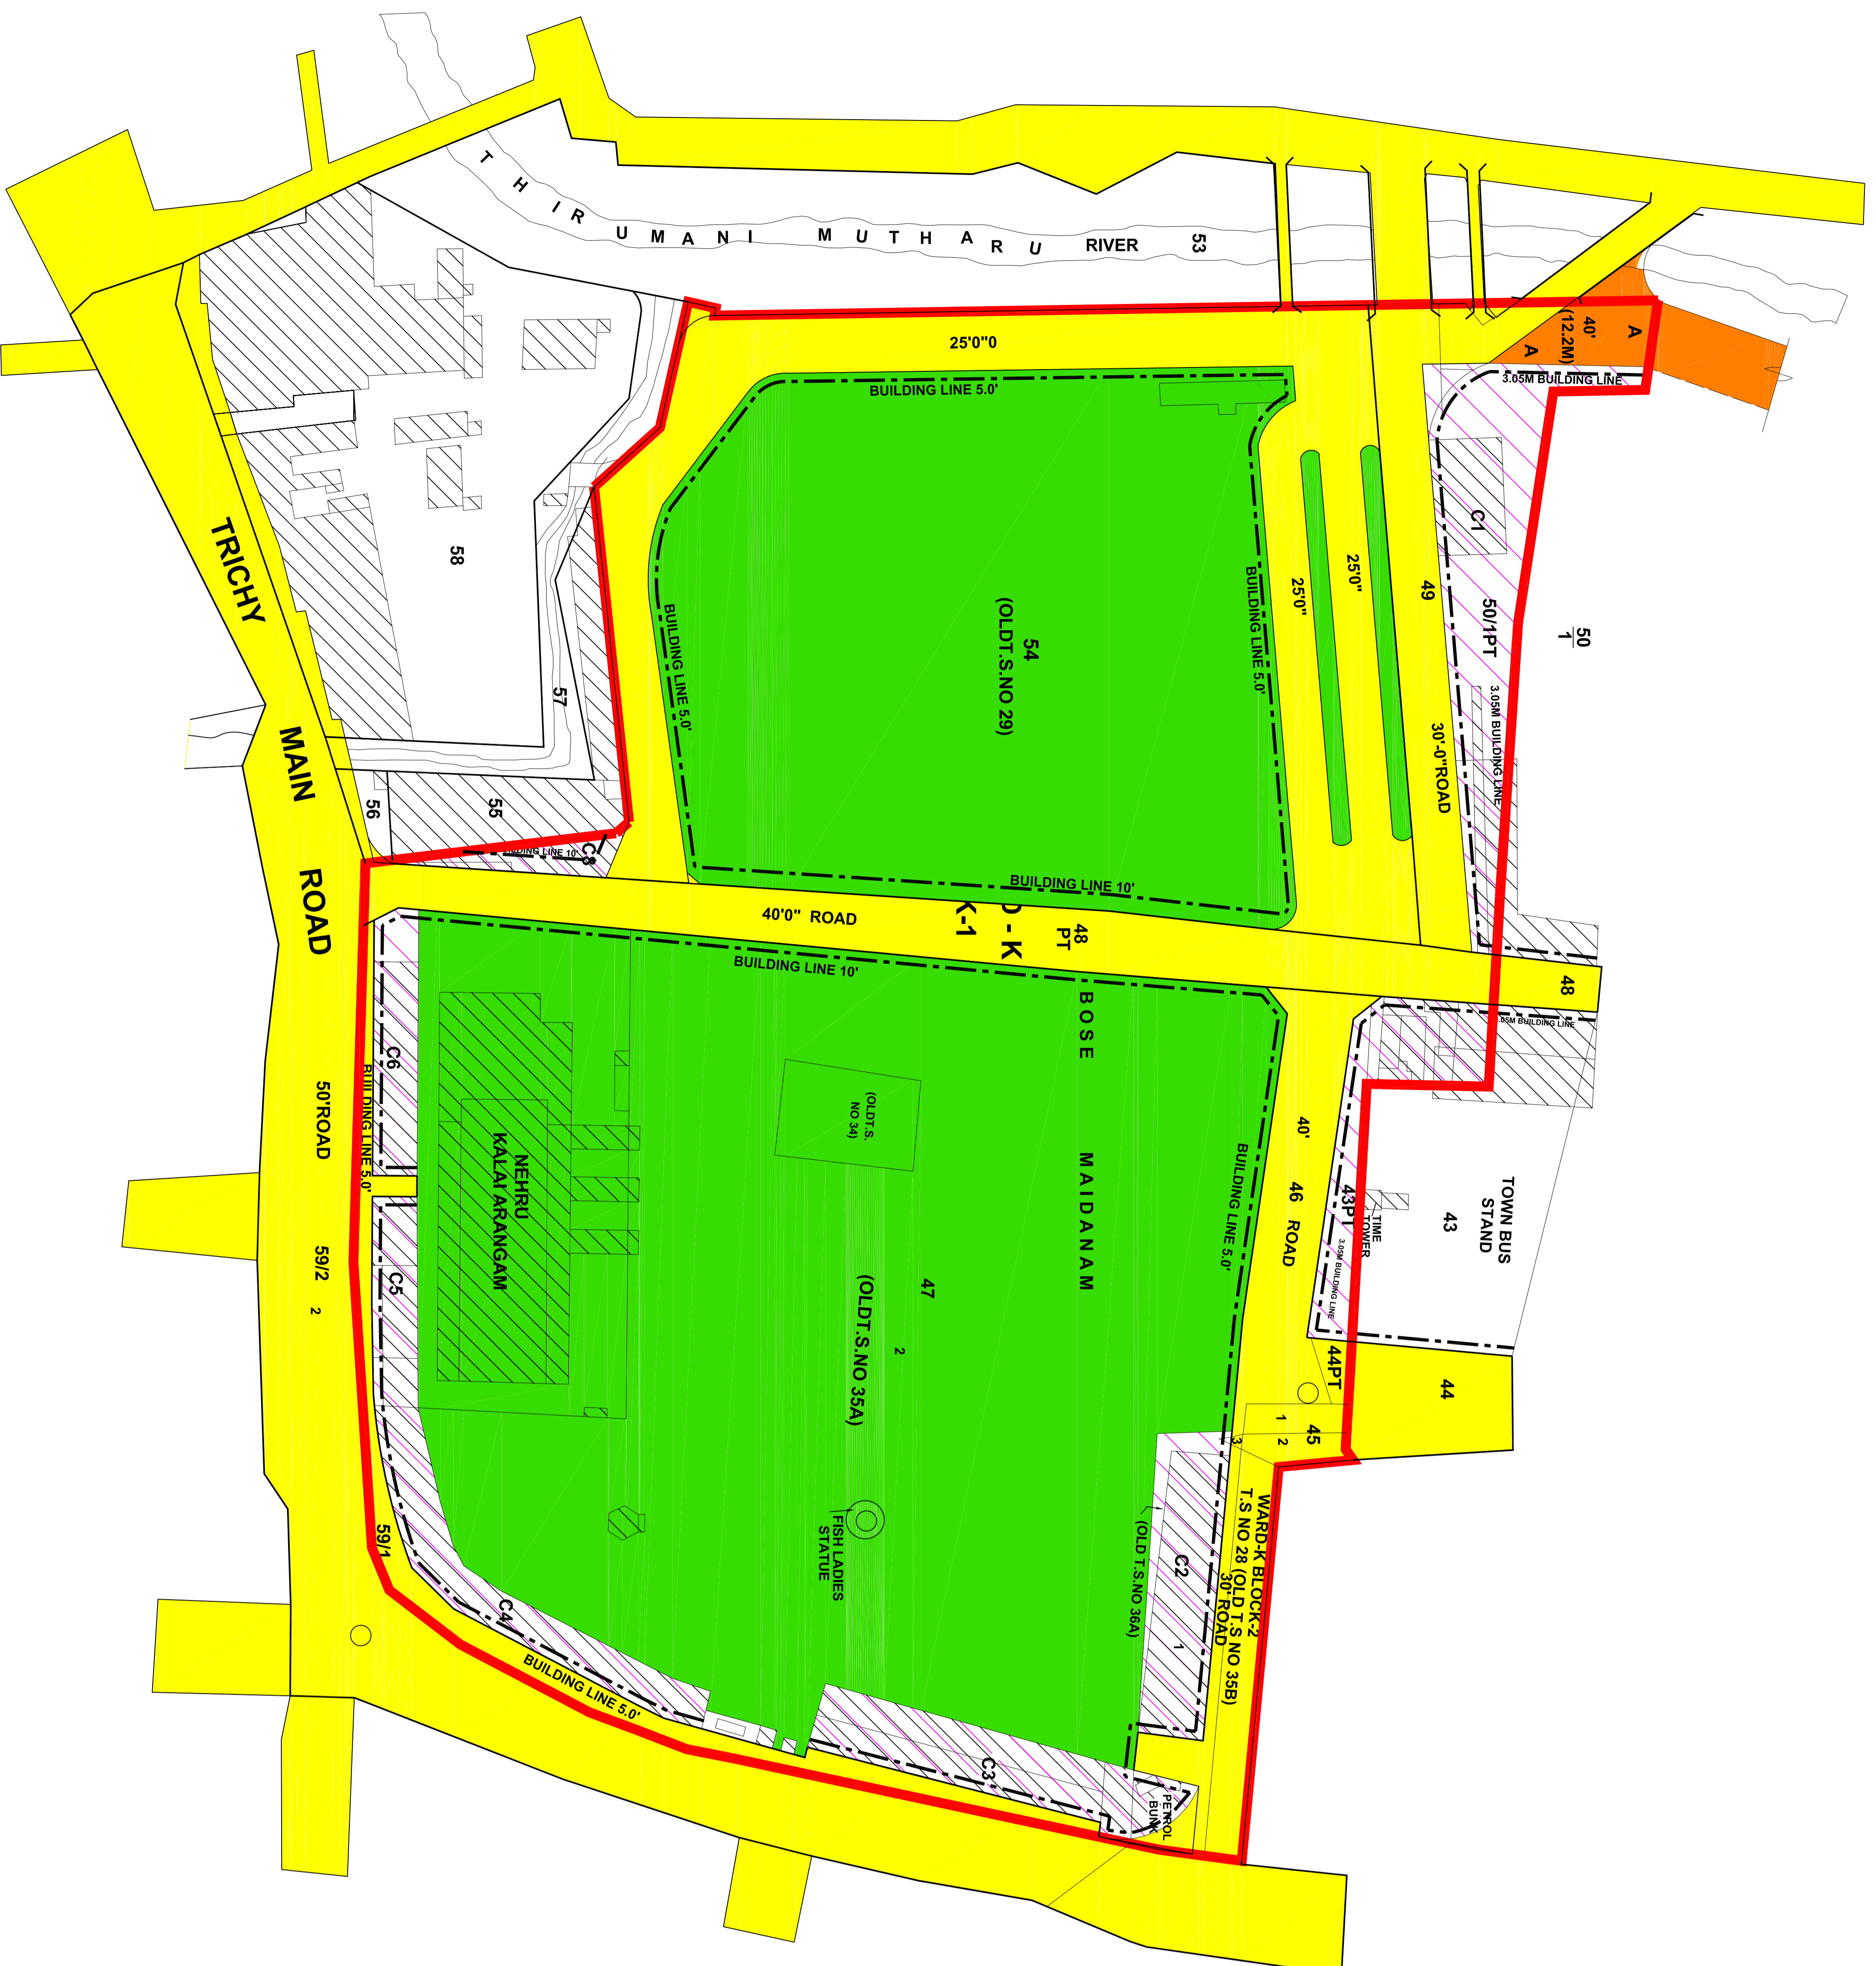 THIRUMANI MUTHARU RIVER
53
40'
(12.2M)
A
A
3.05M BUILDING LINE
25'0"0
BUILDING LINE 5.0'
C1
50/1PT
50
1
3.05M BUILDING LINE
49
30'-0"ROAD
25'0"
25'0"
BUILDING LINE 5.0'
54
(OLDT.S.NO 29)
BUILDING LINE 5.0'
BUILDING LINE 10'
58
57
55
56
C8
TRICHY MAIN ROAD
40'0" ROAD
K-1
- K
48
PT
48
BUILDING LINE 10'
BOSE MAIDANAM
(OLDT.S.
NO 34)
C6
BUILDING LINE 5.0'
50'ROAD
59/2
2
NEHRU
KALAI ARANGAM
C5
47
2
(OLDT.S.NO 35A)
BUILDING LINE 5.0'
40'
46 ROAD
43PT
TIME
TOWER
3.05M BUILDING LINE
.05M BUILDING LINE
TOWN BUS
STAND
43
44PT
44
45
1
2
3
WARD-K BLOCK-2
T.S NO 28 (OLD T.S NO 35B)
30' ROAD
C2
1
(OLD T.S.NO 36A)
FISH LADIES
STATUE
59/1
C4
BUILDING LINE 5.0'
C3
PETROL
BUNK